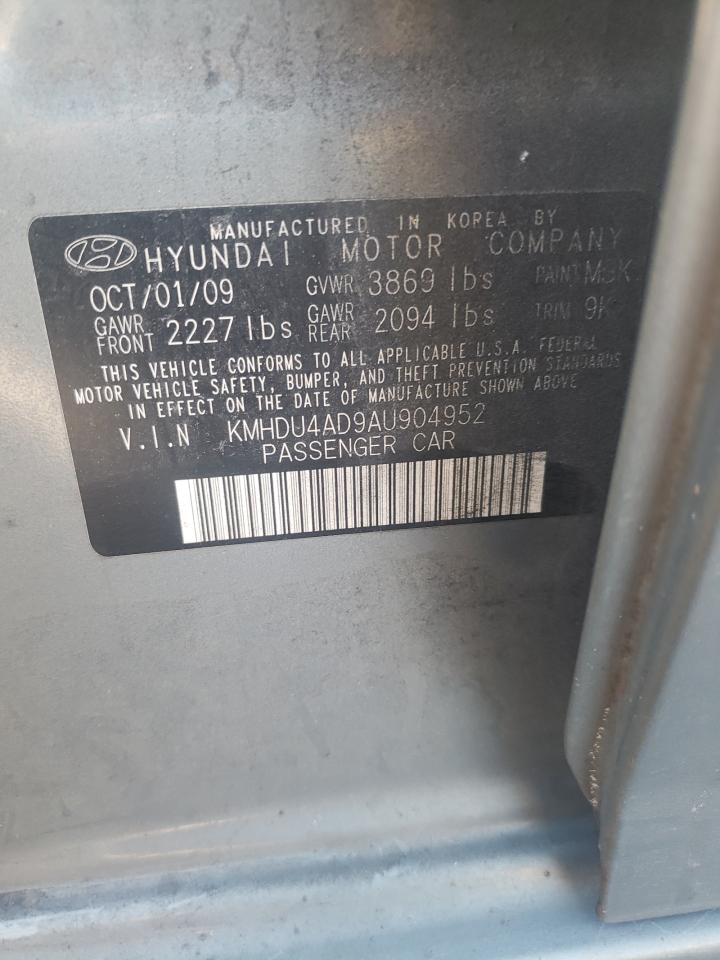 MANUFACTURED IN KOREA BY
HYUNDAI MOTOR COMPANY
OCT/01/09 GVWR 3869 lbs PAINT
GAWR FRONT 2227 lbs GAWR REAR 2094 lbs TRIM 9K
THIS VEHICLE CONFORMS TO ALL APPLICABLE U.S.A. FEDERAL
MOTOR VEHICLE SAFETY, BUMPER, AND THEFT PREVENTION STANDARDS
IN EFFECT ON THE DATE OF MANUFACTURE SHOWN ABOVE
V.I.N KMHDU4AD9AU904952
PASSENGER CAR